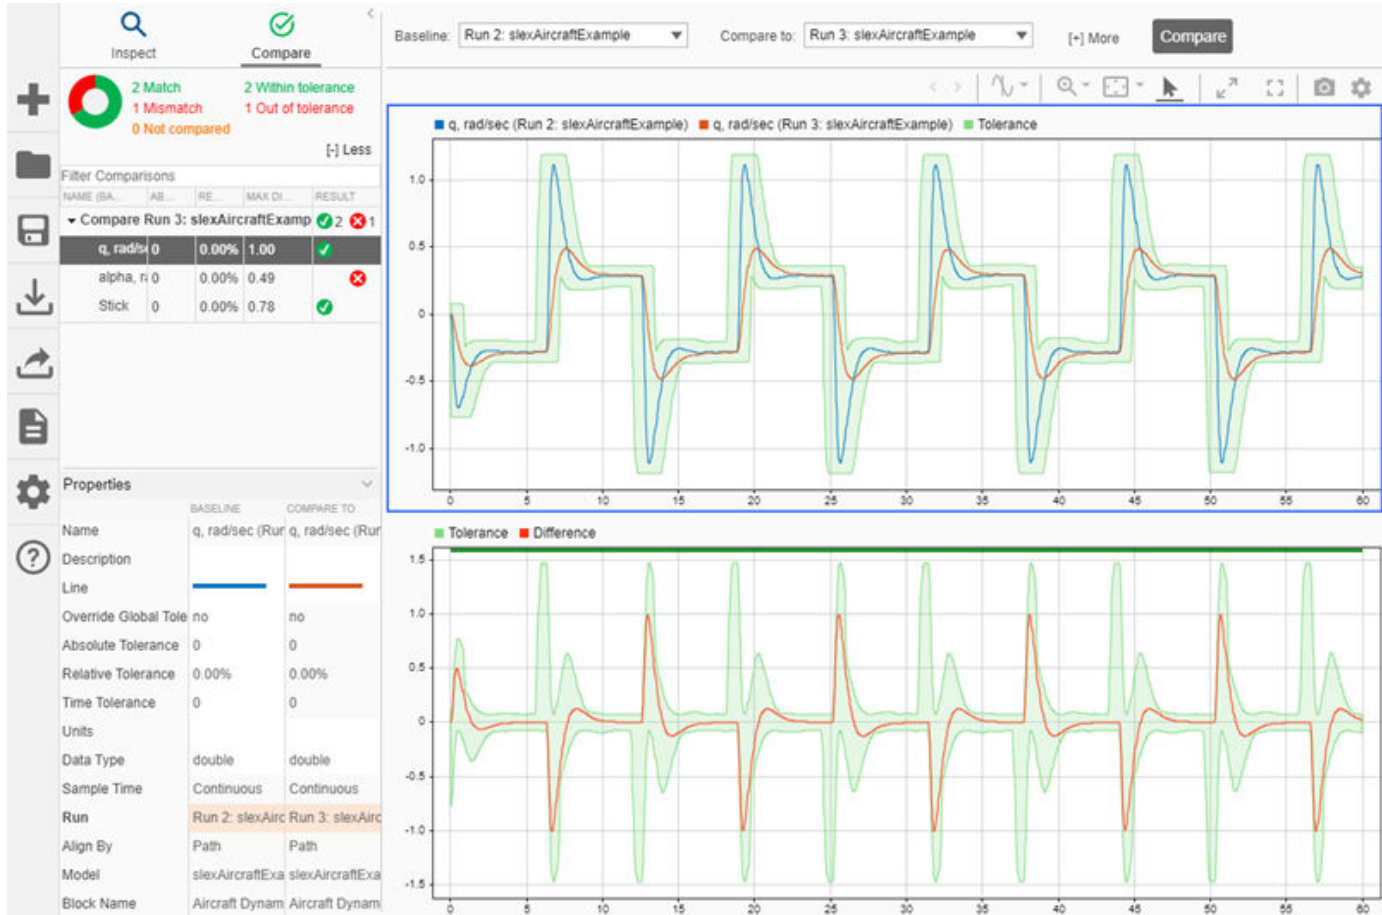 Inspect
Compare
2 Match
2 Within tolerance
1 Mismatch
1 Out of tolerance
0 Not compared
[-] Less
Filter Comparisons
NAME (BA... AB... RE... MAX DI... RESULT
Compare Run 3: slexAircraftExamp 2 1
q, rad/s 0 0.00% 1.00
alpha, ra 0 0.00% 0.49
Stick 0 0.00% 0.78
Properties
BASELINE COMPARE TO
Name q, rad/sec (Run q, rad/sec (Run
Description
Line
Override Global Tole no no
Absolute Tolerance 0 0
Relative Tolerance 0.00% 0.00%
Time Tolerance 0 0
Units
Data Type double double
Sample Time Continuous Continuous
Run Run 2: slexAirc Run 3: slexAirc
Align By Path Path
Model slexAircraftExa slexAircraftExa
Block Name Aircraft Dynam Aircraft Dynam
Baseline: Run 2: slexAircraftExample Compare to: Run 3: slexAircraftExample [+] More Compare
q, rad/sec (Run 2: slexAircraftExample) q, rad/sec (Run 3: slexAircraftExample) Tolerance
1.0
0.5
0
-0.5
-1.0
0 5 10 15 20 25 30 35 40 45 50 55 60
Tolerance Difference
1.5
1.0
0.5
0
-0.5
-1.0
-1.5
0 5 10 15 20 25 30 35 40 45 50 55 60